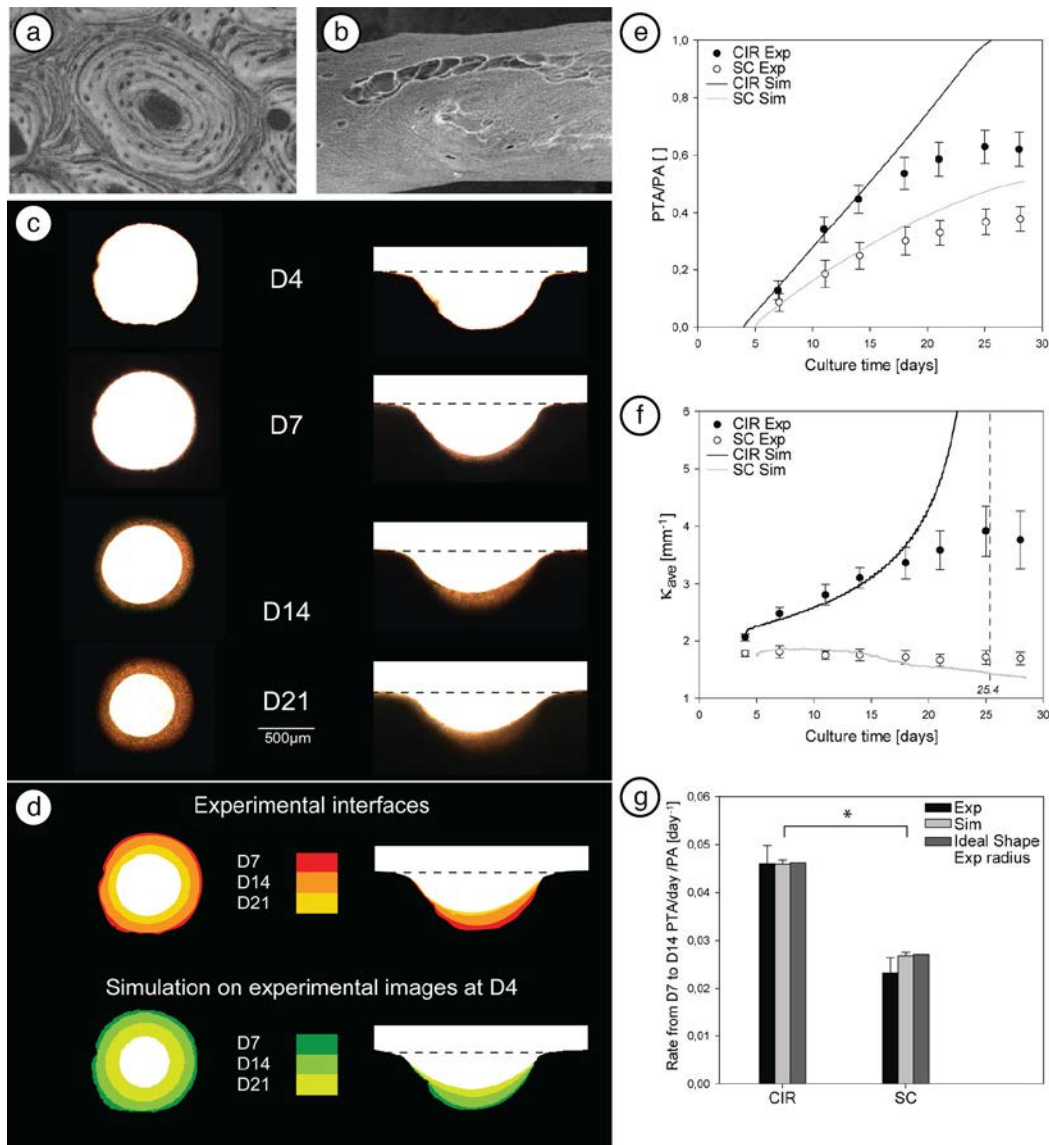 a
b
c
D4
D7
D14
D21
500µm
d
Experimental interfaces
D7
D14
D21
Simulation on experimental images at D4
D7
D14
D21
e
CIR Exp
SC Exp
CIR Sim
SC Sim
PTA/PA [ ]
1,0
0,8
0,6
0,4
0,2
0,0
0 5 10 15 20 25 30
Culture time [days]
f
CIR Exp
SC Exp
CIR Sim
SC Sim
κave [mm-1]
6
5
4
3
2
1
25.4
0 5 10 15 20 25 30
Culture time [days]
g
Exp
Sim
Ideal Shape
Exp radius
*
Rate from D7 to D14 PTA/day /PA [day-1]
0,06
0,05
0,04
0,03
0,02
0,01
0,00
CIR SC